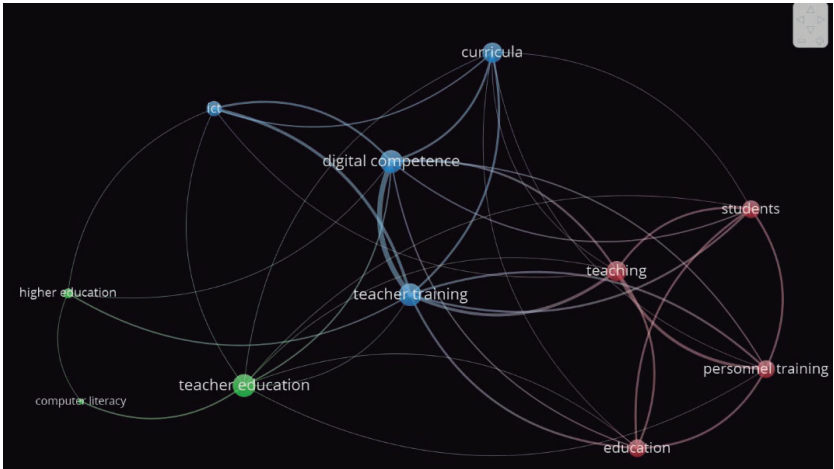 curricula
ict
digital competence
students
teaching
higher education
teacher training
personnel training
teacher education
computer literacy
education